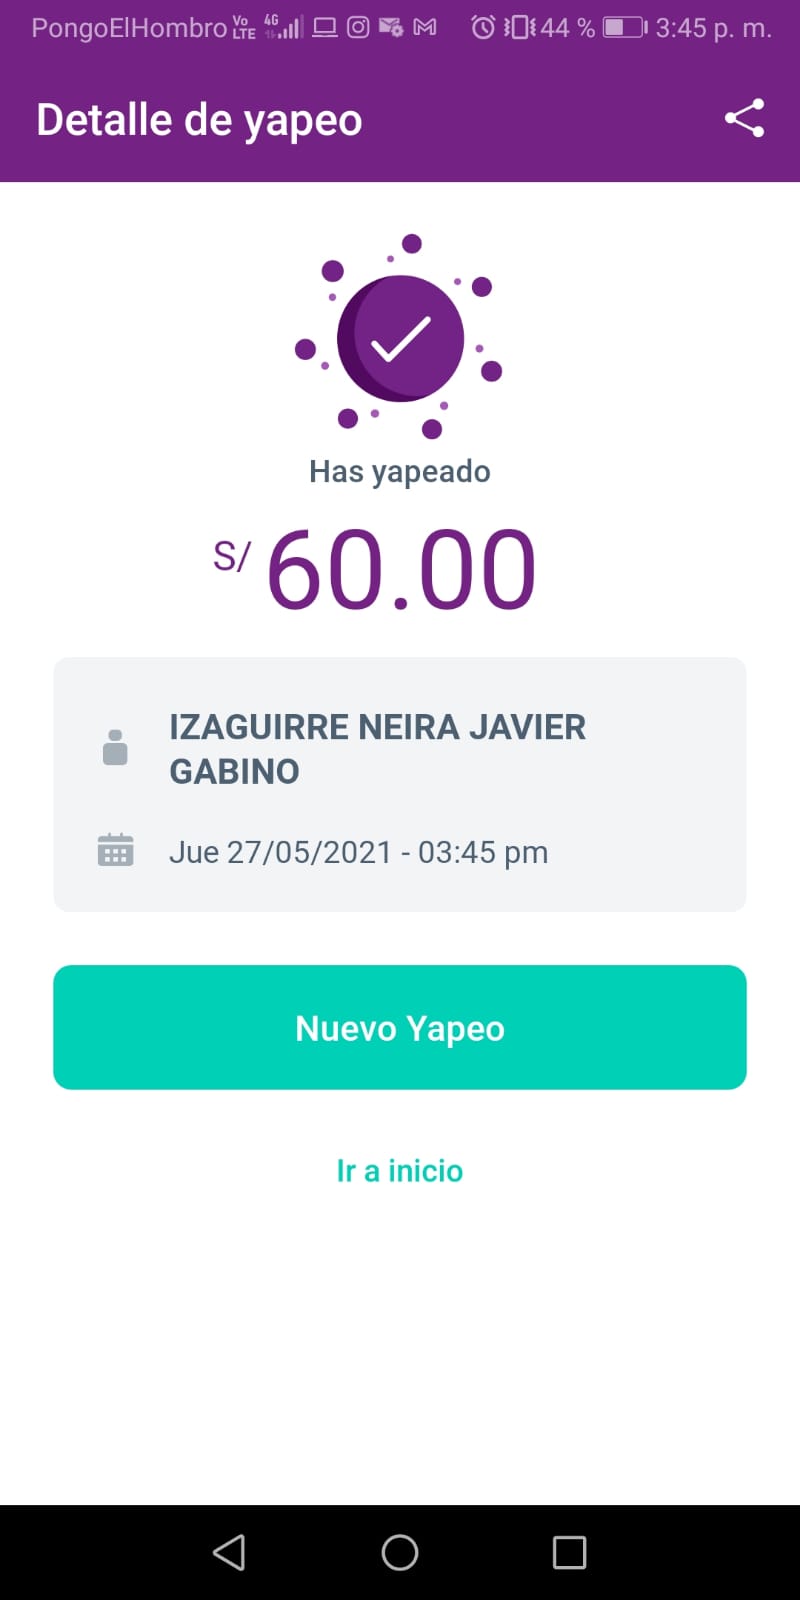 PongoElHombro Vo LTE 4G 44 % 3:45 p. m.
Detalle de yapeo
Has yapeado
S/ 60.00
IZAGUIRRE NEIRA JAVIER
GABINO
Jue 27/05/2021 - 03:45 pm
Nuevo Yapeo
Ir a inicio